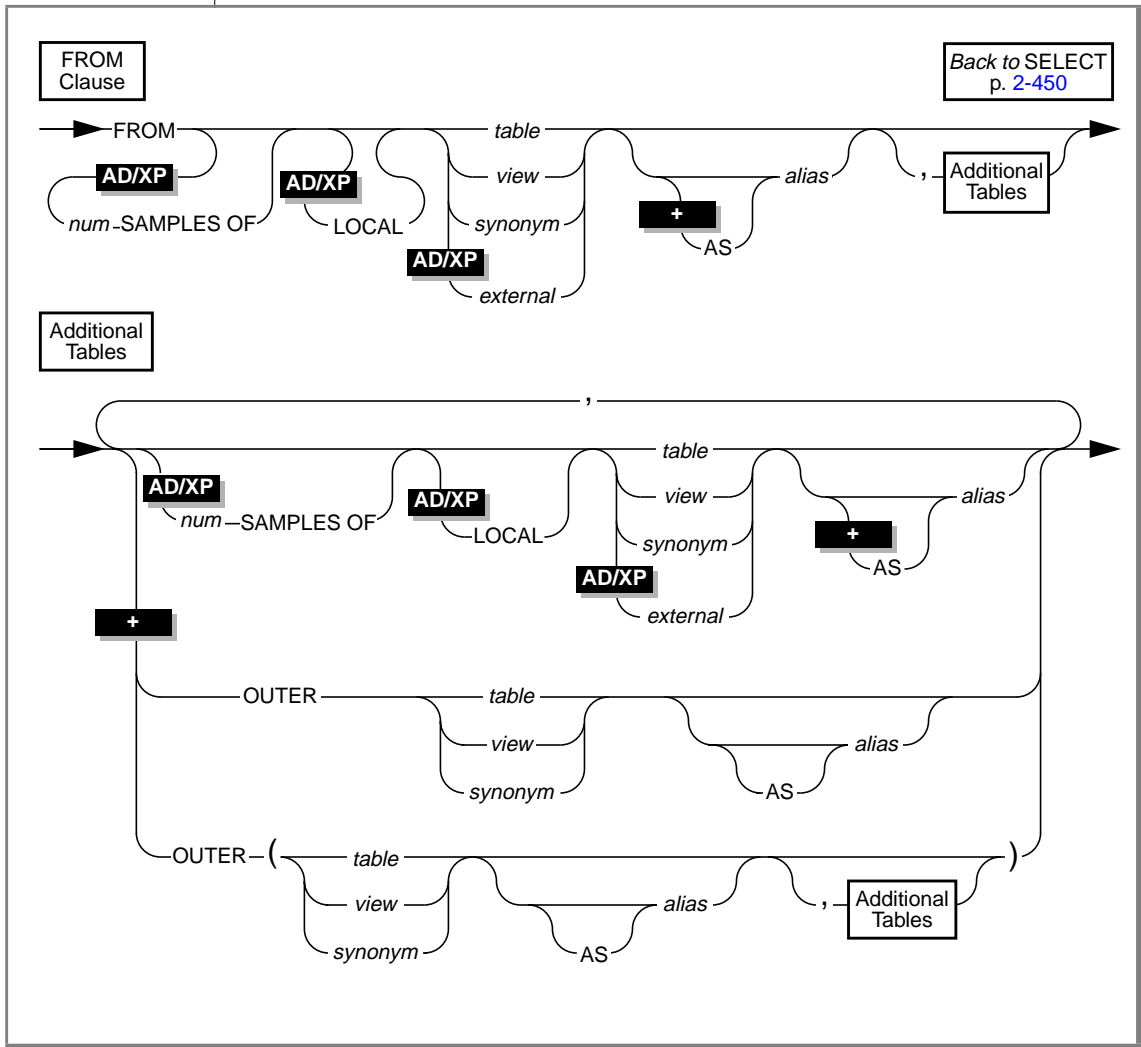 FROM
Clause
Back to SELECT
p. 2-450
FROM table
AD/XP AD/XP view alias , Additional
Tables
num SAMPLES OF LOCAL synonym + AS
AD/XP
external
Additional
Tables
,
table
AD/XP AD/XP view alias
num SAMPLES OF LOCAL synonym + AS
AD/XP
external
+
OUTER table
view alias
synonym AS
OUTER ( table )
view alias , Additional
Tables
synonym AS